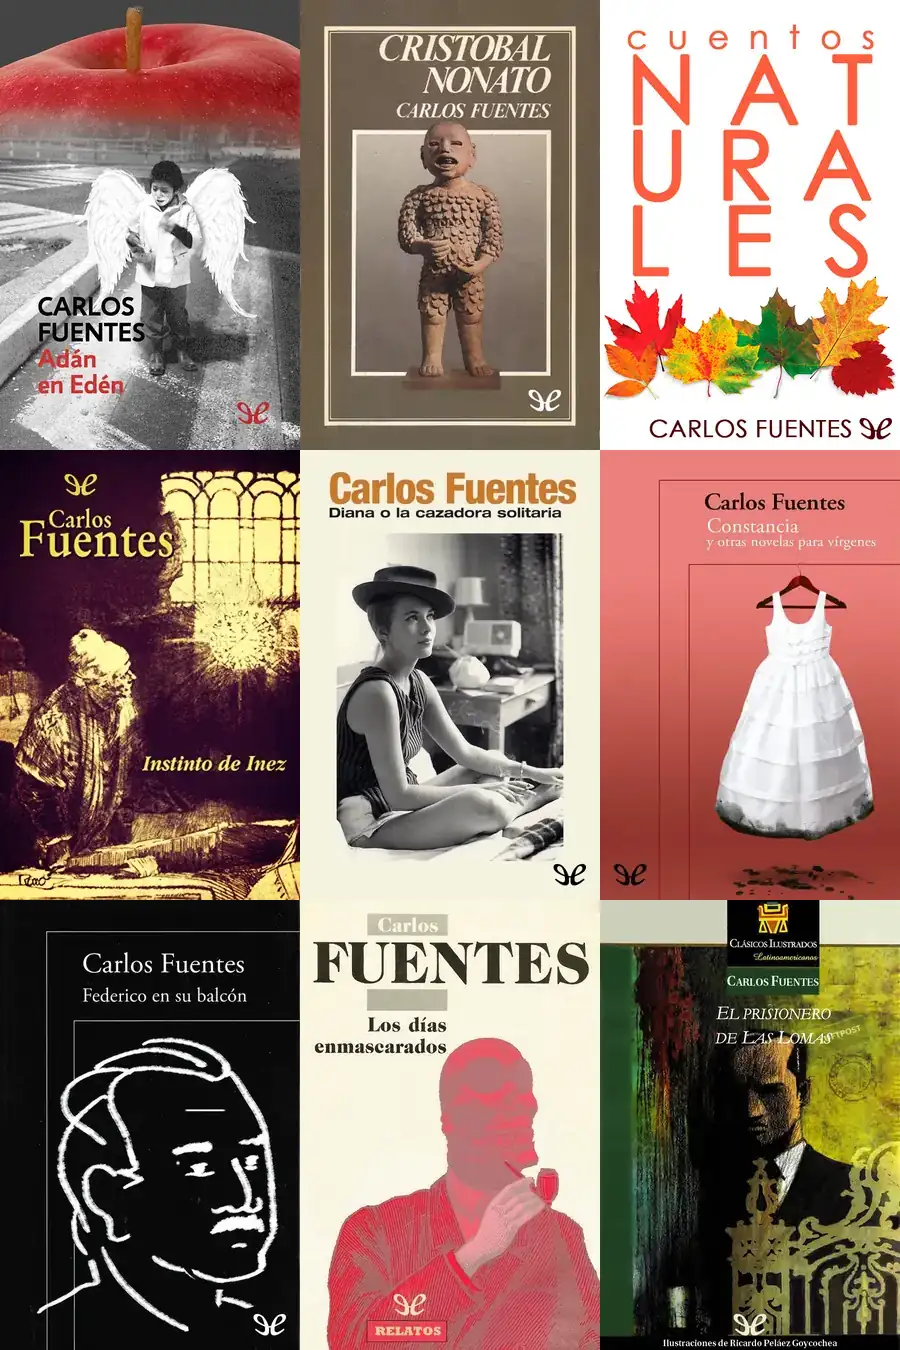 CARLOS
FUENTES
Adán
en Edén
CRISTOBAL
NONATO
CARLOS FUENTES
cuentos
NAT
URA
LES
CARLOS FUENTES
Carlos
Fuentes
Instinto de Inez
Carlos Fuentes
Diana o la cazadora solitaria
Carlos Fuentes
Constancia
y otras novelas para vírgenes
Carlos Fuentes
Federico en su balcón
Carlos
FUENTES
Los días
enmascarados
RELATOS
CLÁSICOS ILUSTRADOS
Latinoamericanos
CARLOS FUENTES
EL PRISIONERO
DE LAS LOMAS
Ilustraciones de Ricardo Peláez Goycochea